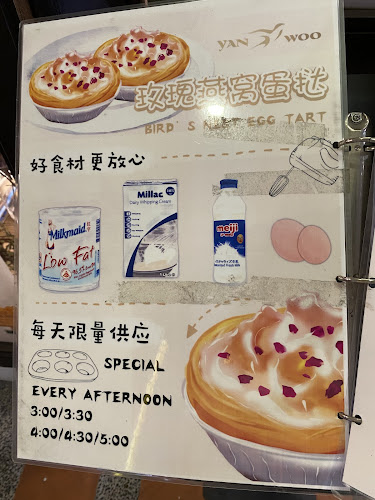 YAN WOO
玫瑰燕窝蛋挞
BIRD'S NEST EGG TART
好食材更放心
Milkmaid
Low Fat
Millac
Dairy Whipping Cream
meiji
每天限量供应
SPECIAL
EVERY AFTERNOON
3:00/3:30
4:00/4:30/5:00